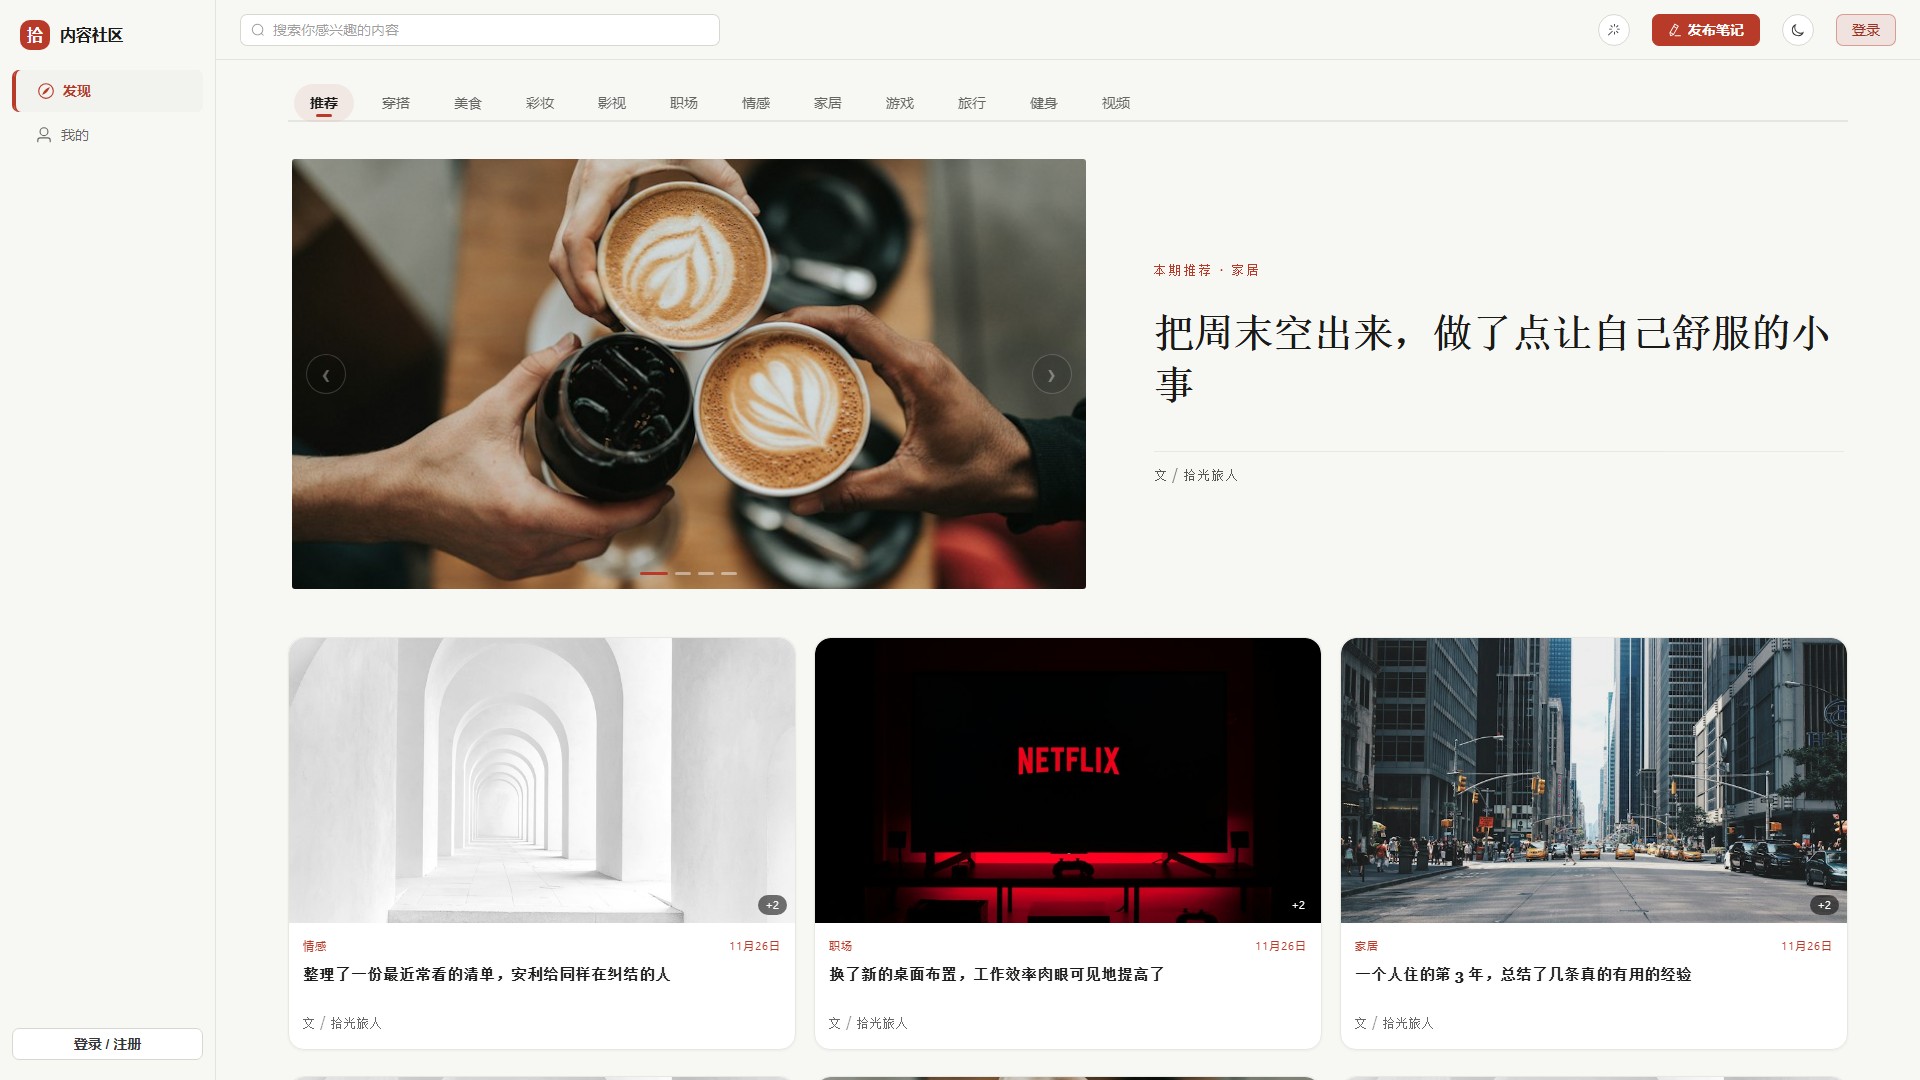 拾 内容社区
搜索你感兴趣的内容
发布笔记
登录
发现
我的
推荐 穿搭 美食 彩妆 影视 职场 情感 家居 游戏 旅行 健身 视频
本期推荐 · 家居
把周末空出来，做了点让自己舒服的小
事
文 / 拾光旅人
NETFLIX
+2
+2
+2
情感 11月26日
整理了一份最近常看的清单，安利给同样在纠结的人
文 / 拾光旅人
职场 11月26日
换了新的桌面布置，工作效率肉眼可见地提高了
文 / 拾光旅人
家居 11月26日
一个人住的第 3 年，总结了几条真的有用的经验
文 / 拾光旅人
登录 / 注册